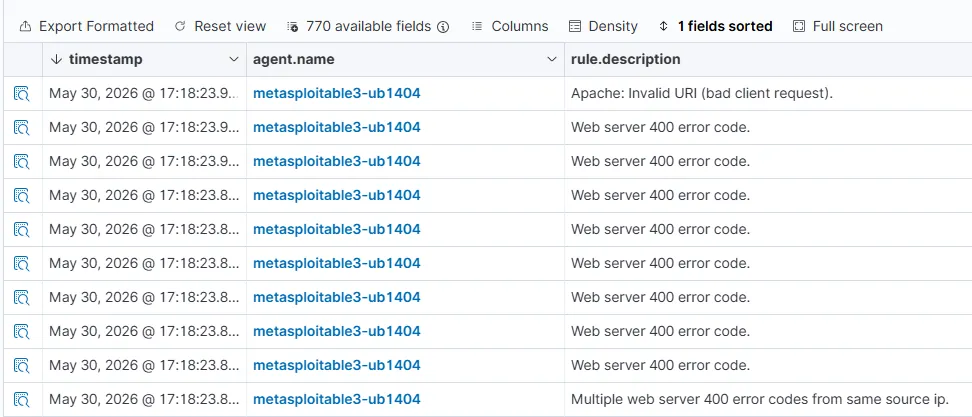 Export Formatted Reset view 770 available fields Columns Density 1 fields sorted Full screen
timestamp agent.name rule.description
May 30, 2026 @ 17:18:23.9... metasploitable3-ub1404 Apache: Invalid URI (bad client request).
May 30, 2026 @ 17:18:23.9... metasploitable3-ub1404 Web server 400 error code.
May 30, 2026 @ 17:18:23.9... metasploitable3-ub1404 Web server 400 error code.
May 30, 2026 @ 17:18:23.8... metasploitable3-ub1404 Web server 400 error code.
May 30, 2026 @ 17:18:23.8... metasploitable3-ub1404 Web server 400 error code.
May 30, 2026 @ 17:18:23.8... metasploitable3-ub1404 Web server 400 error code.
May 30, 2026 @ 17:18:23.8... metasploitable3-ub1404 Web server 400 error code.
May 30, 2026 @ 17:18:23.8... metasploitable3-ub1404 Web server 400 error code.
May 30, 2026 @ 17:18:23.8... metasploitable3-ub1404 Web server 400 error code.
May 30, 2026 @ 17:18:23.8... metasploitable3-ub1404 Multiple web server 400 error codes from same source ip.